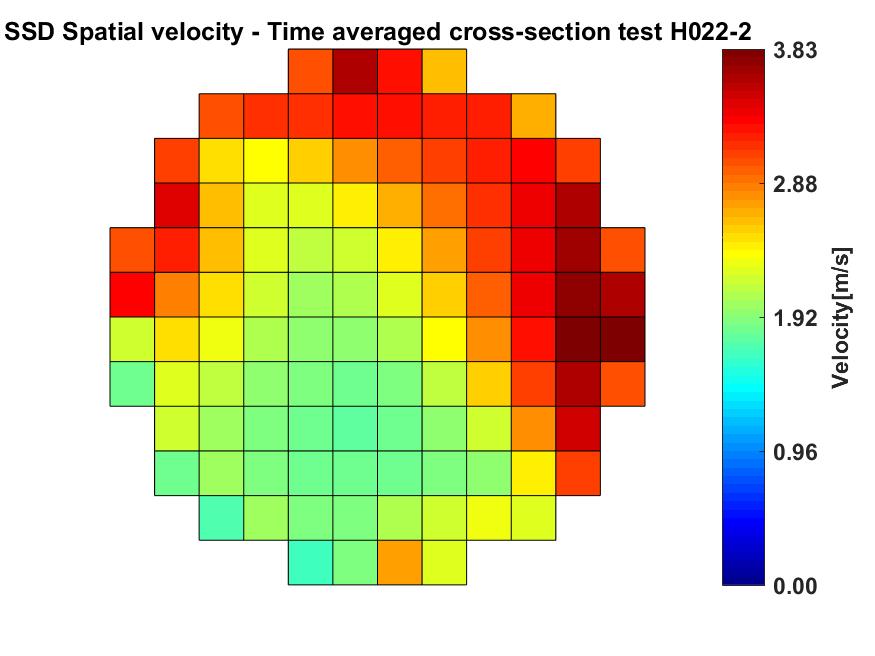 SSD Spatial velocity - Time averaged cross-section test H022-2
3.83
2.88
1.92
0.96
0.00
Velocity[m/s]